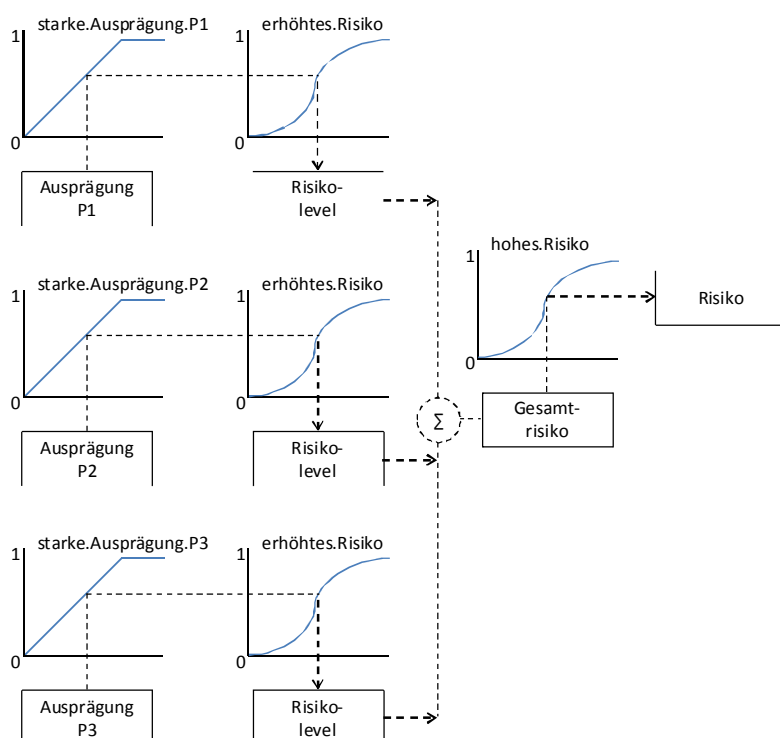 starke.Ausprägung.P1
erhöhtes.Risiko
1
1
0
0
Ausprägung
P1
Risiko-
level
hohes.Risiko
1
0
Risiko
Gesamt-
risiko
starke.Ausprägung.P2
erhöhtes.Risiko
1
1
0
0
Ausprägung
P2
Risiko-
level
Σ
starke.Ausprägung.P3
erhöhtes.Risiko
1
1
0
0
Ausprägung
P3
Risiko-
level